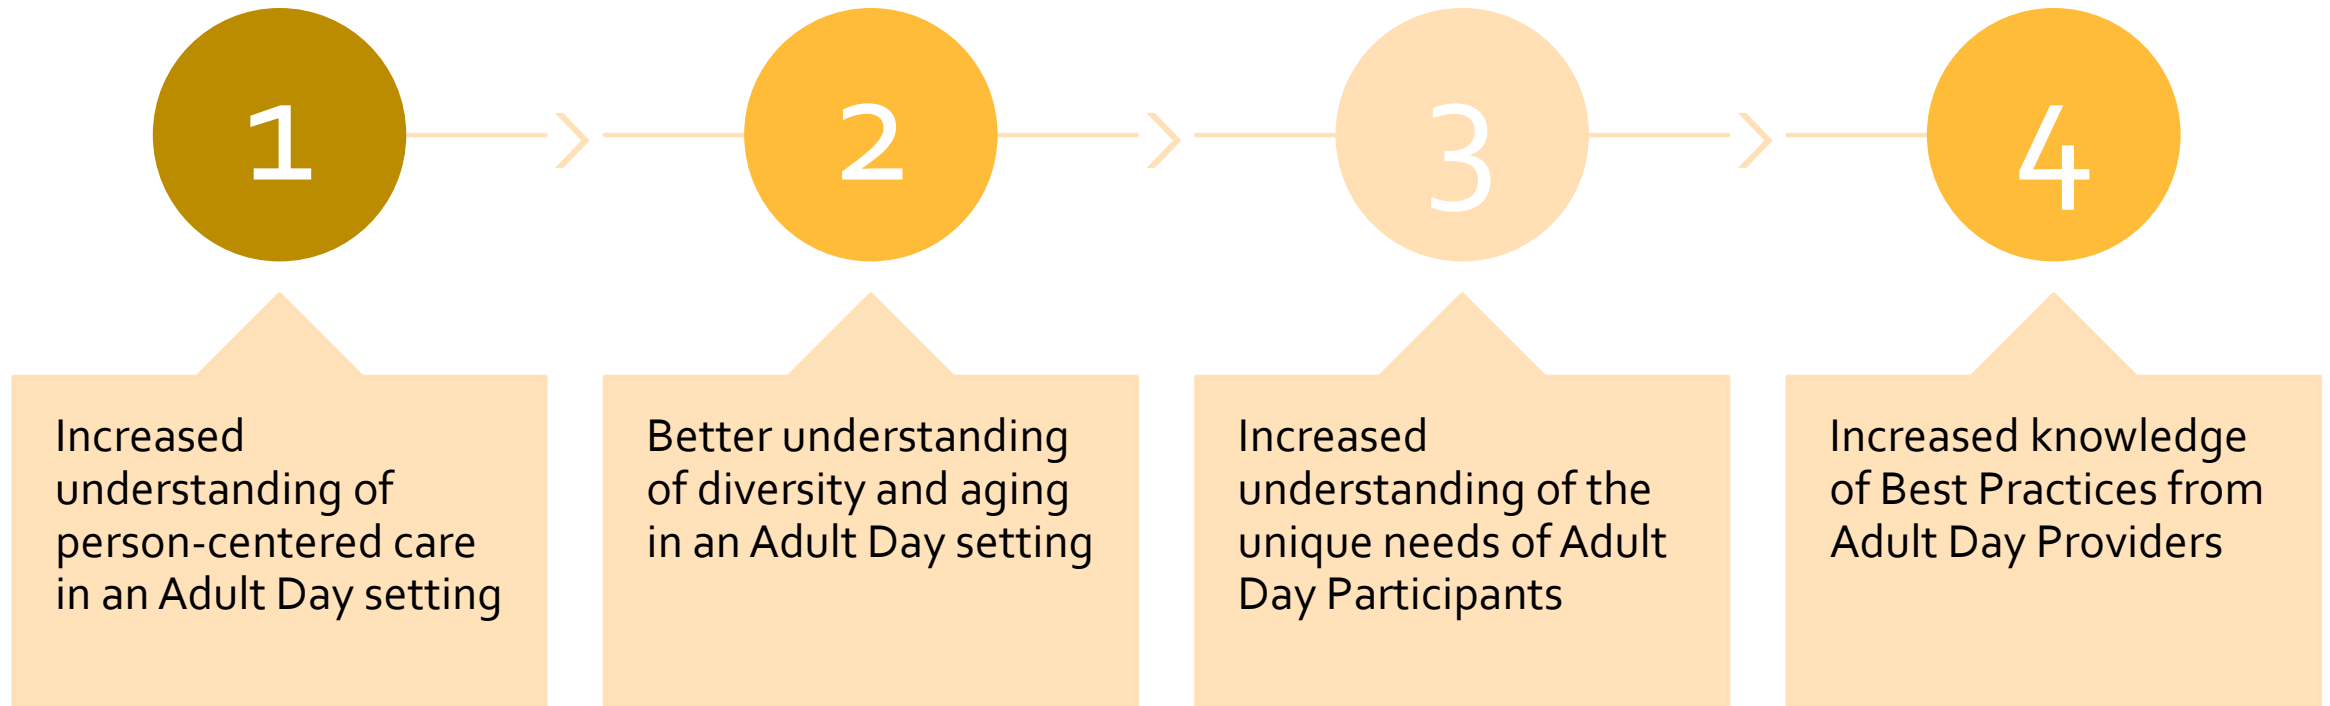 1
2
3
4
Increased
understanding of
person-centered care
in an Adult Day setting
Better understanding
of diversity and aging
in an Adult Day setting
Increased
understanding of the
unique needs of Adult
Day Participants
Increased knowledge
of Best Practices from
Adult Day Providers